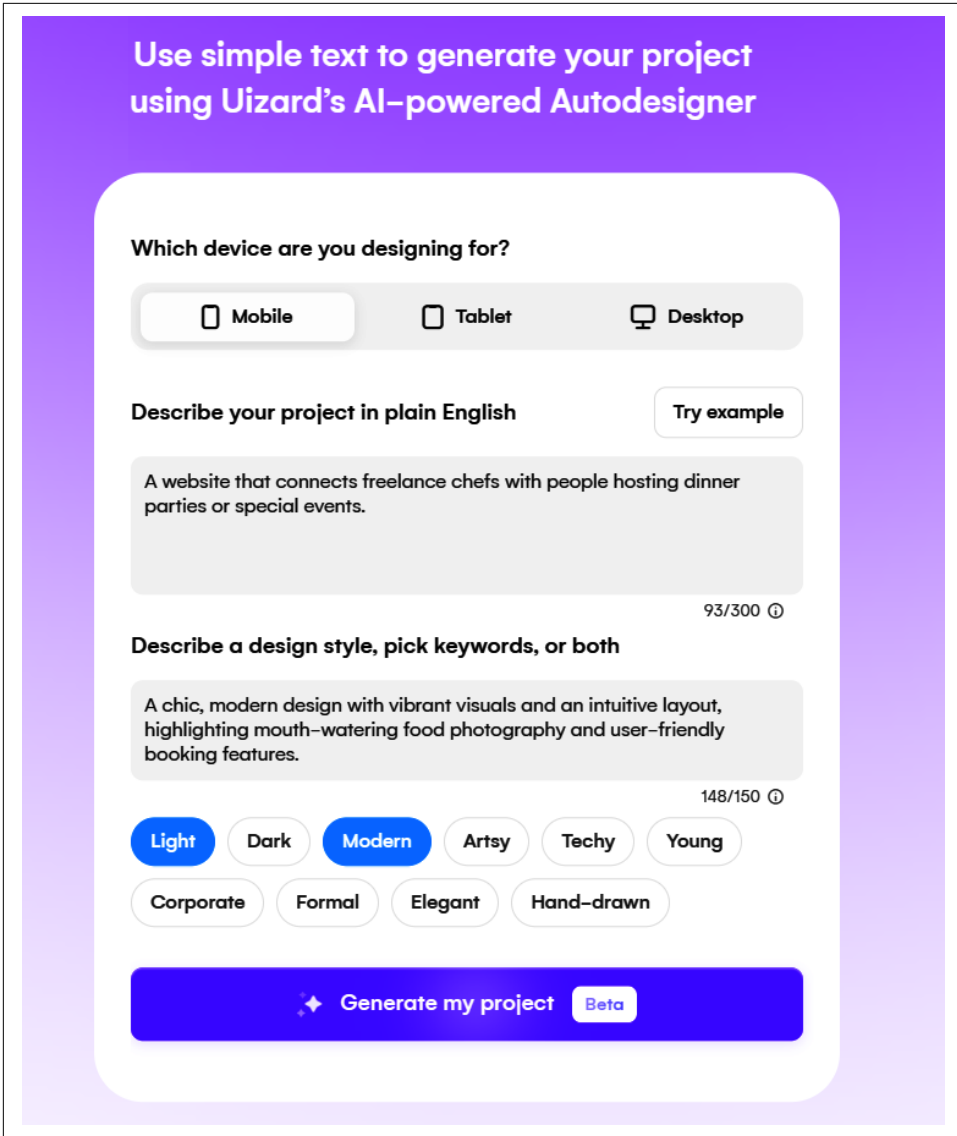 Use simple text to generate your project
using Uizard’s AI-powered Autodesigner
Which device are you designing for?
Mobile
Tablet
Desktop
Describe your project in plain English
Try example
A website that connects freelance chefs with people hosting dinner
parties or special events.
93/300
Describe a design style, pick keywords, or both
A chic, modern design with vibrant visuals and an intuitive layout,
highlighting mouth-watering food photography and user-friendly
booking features.
148/150
Light
Dark
Modern
Artsy
Techy
Young
Corporate
Formal
Elegant
Hand-drawn
Generate my project
Beta